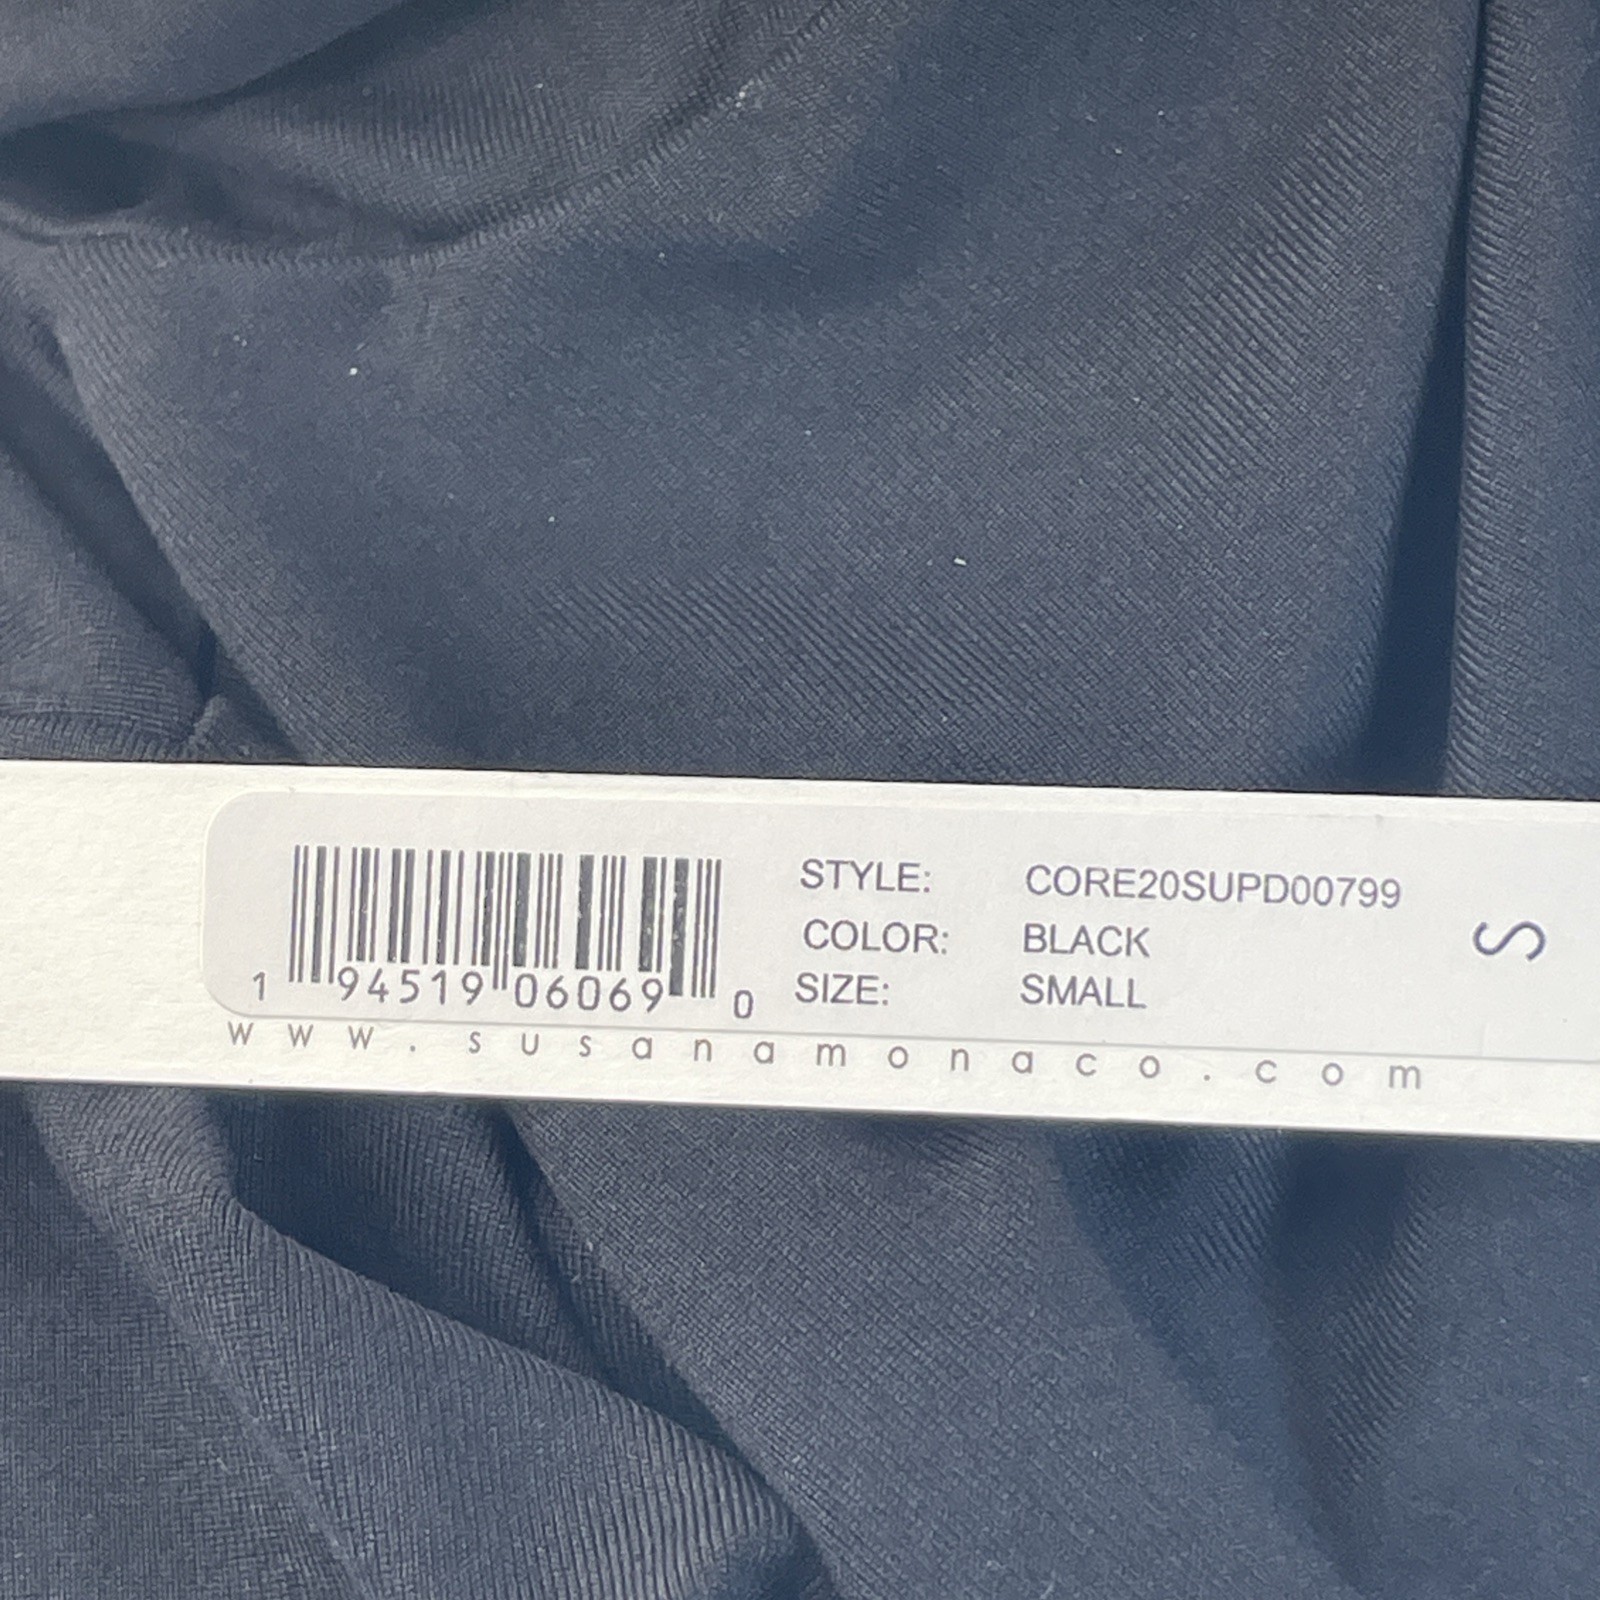 STYLE: CORE20SUPD00799
COLOR: BLACK
SIZE: SMALL
S
1 94519 06069 0
www.susanamonaco.com